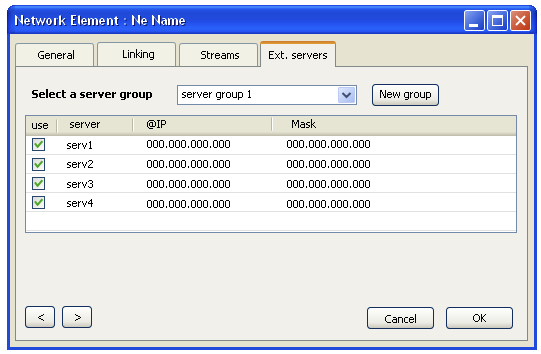 Network Element : Ne Name
General Linking Streams Ext. servers
Select a server group server group 1 New group
use server @IP Mask
serv1 000.000.000.000 000.000.000.000
serv2 000.000.000.000 000.000.000.000
serv3 000.000.000.000 000.000.000.000
serv4 000.000.000.000 000.000.000.000
< > Cancel OK